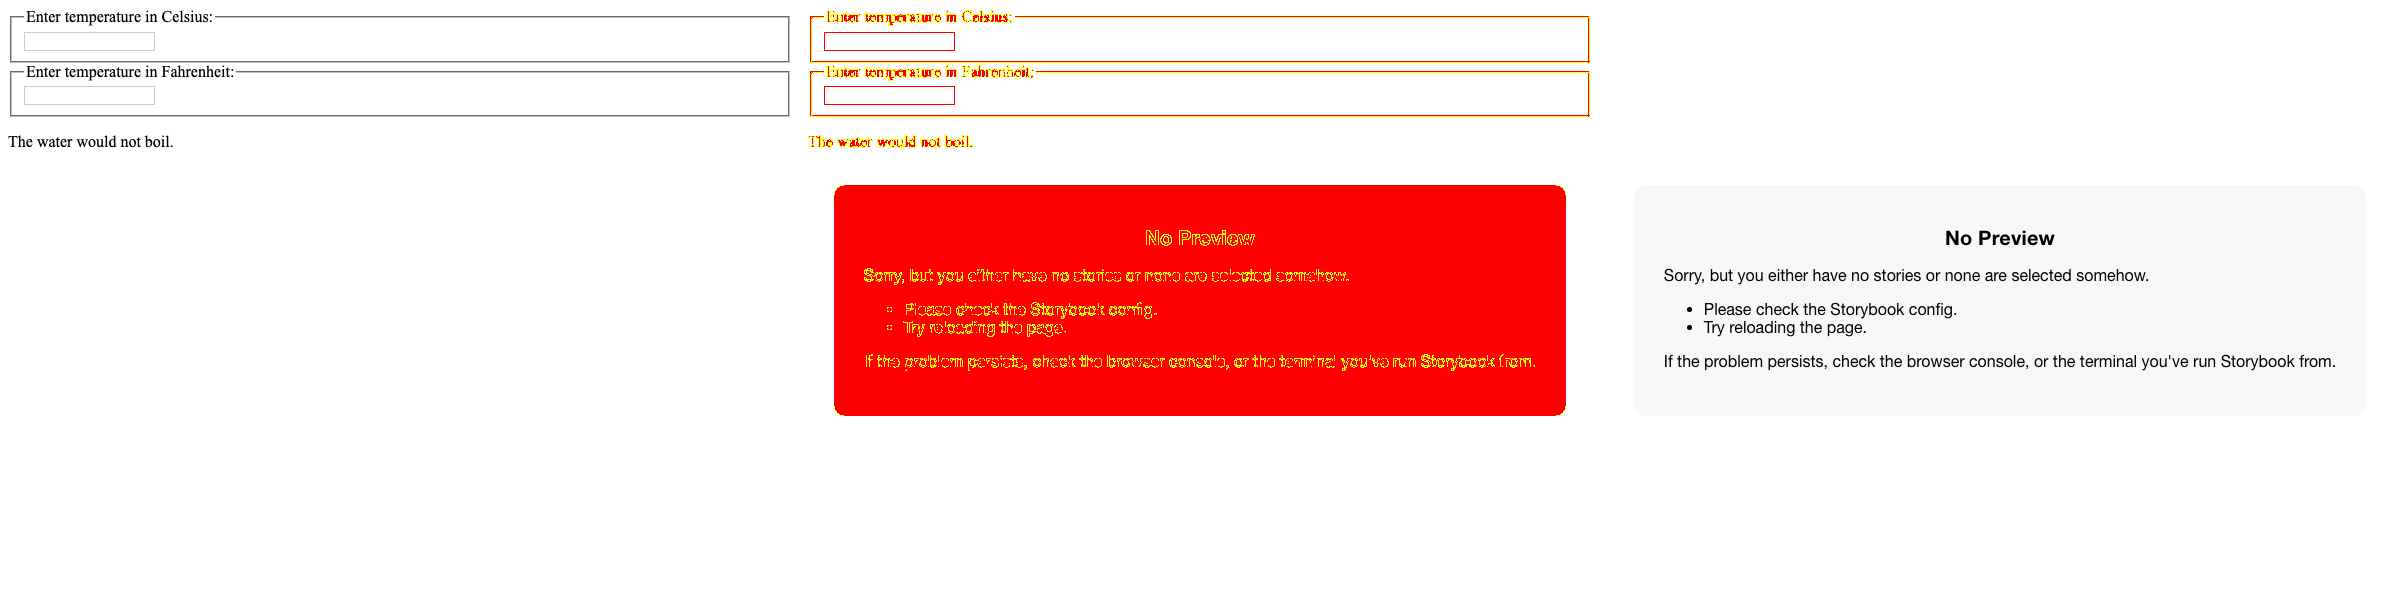 Enter temperature in Celsius:
Enter temperature in Fahrenheit:
The water would not boil.
Enter temperature in Celsius:
Enter temperature in Fahrenheit:
The water would not boil.
No Preview
Sorry, but you either have no stories or none are selected somehow.
Please check the Storybook config.
Try reloading the page.
If the problem persists, check the browser console, or the terminal you've run Storybook from.
No Preview
Sorry, but you either have no stories or none are selected somehow.
Please check the Storybook config.
Try reloading the page.
If the problem persists, check the browser console, or the terminal you've run Storybook from.